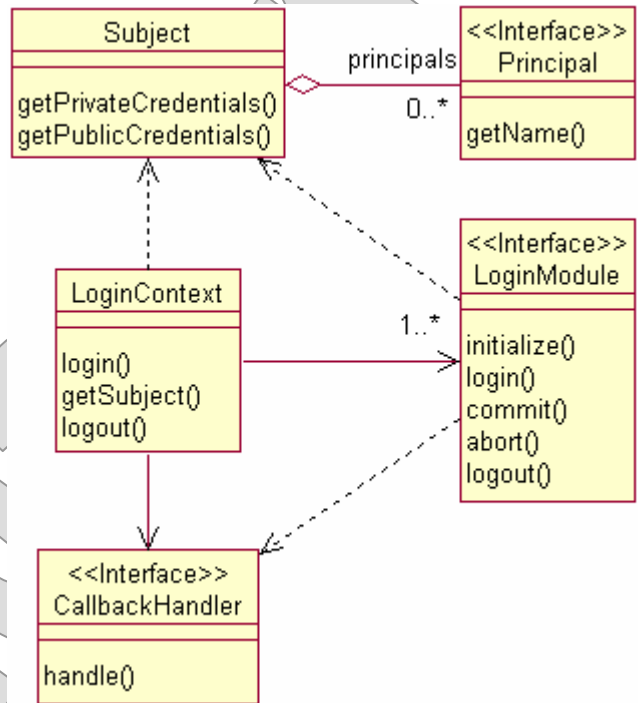 Subject
getPrivateCredentials()
getPublicCredentials()
principals
0..*
<<Interface>>
Principal
getName()
LoginContext
login()
getSubject()
logout()
1..*
<<Interface>>
LoginModule
initialize()
login()
commit()
abort()
logout()
<<Interface>>
CallbackHandler
handle()